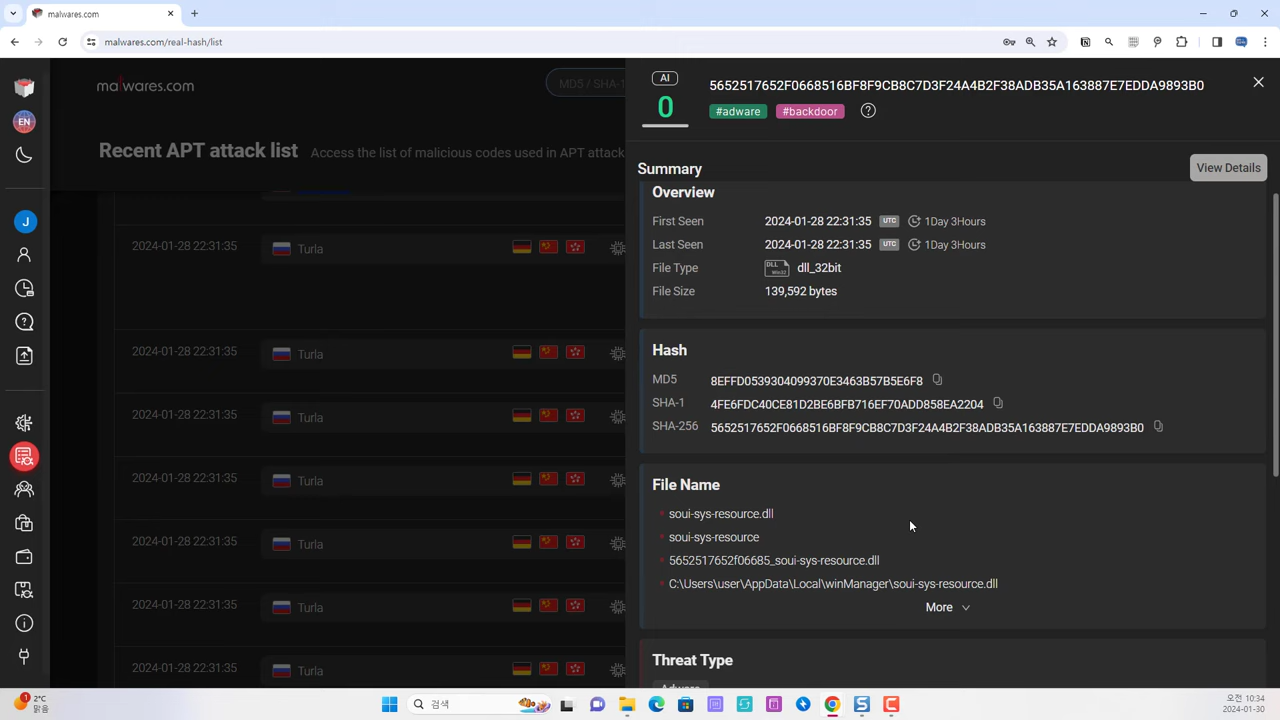 malwares.com
malwares.com/real-hash/list
EN
J
malwares.com
MD5 / SHA-1
Recent APT attack list Access the list of malicious codes used in APT attack
2024-01-28 22:31:35 Turla
2024-01-28 22:31:35 Turla
2024-01-28 22:31:35 Turla
2024-01-28 22:31:35 Turla
2024-01-28 22:31:35 Turla
2024-01-28 22:31:35 Turla
2024-01-28 22:31:35 Turla
AI
0
5652517652F0668516BF8F9CB8C7D3F24A4B2F38ADB35A163887E7EDDA9893B0
#adware #backdoor
Summary View Details
Overview
First Seen 2024-01-28 22:31:35 UTC 1Day 3Hours
Last Seen 2024-01-28 22:31:35 UTC 1Day 3Hours
File Type DLL Win32 dll_32bit
File Size 139,592 bytes
Hash
MD5 8EFFD0539304099370E3463B57B5E6F8
SHA-1 4FE6FDC40CE81D2BE6BFB716EF70ADD858EA2204
SHA-256 5652517652F0668516BF8F9CB8C7D3F24A4B2F38ADB35A163887E7EDDA9893B0
File Name
soui-sys-resource.dll
soui-sys-resource
5652517652f06685_soui-sys-resource.dll
C:\Users\user\AppData\Local\winManager\soui-sys-resource.dll
More
Threat Type
Adware
1
2°C
맑음
검색
오전 10:34
2024-01-30